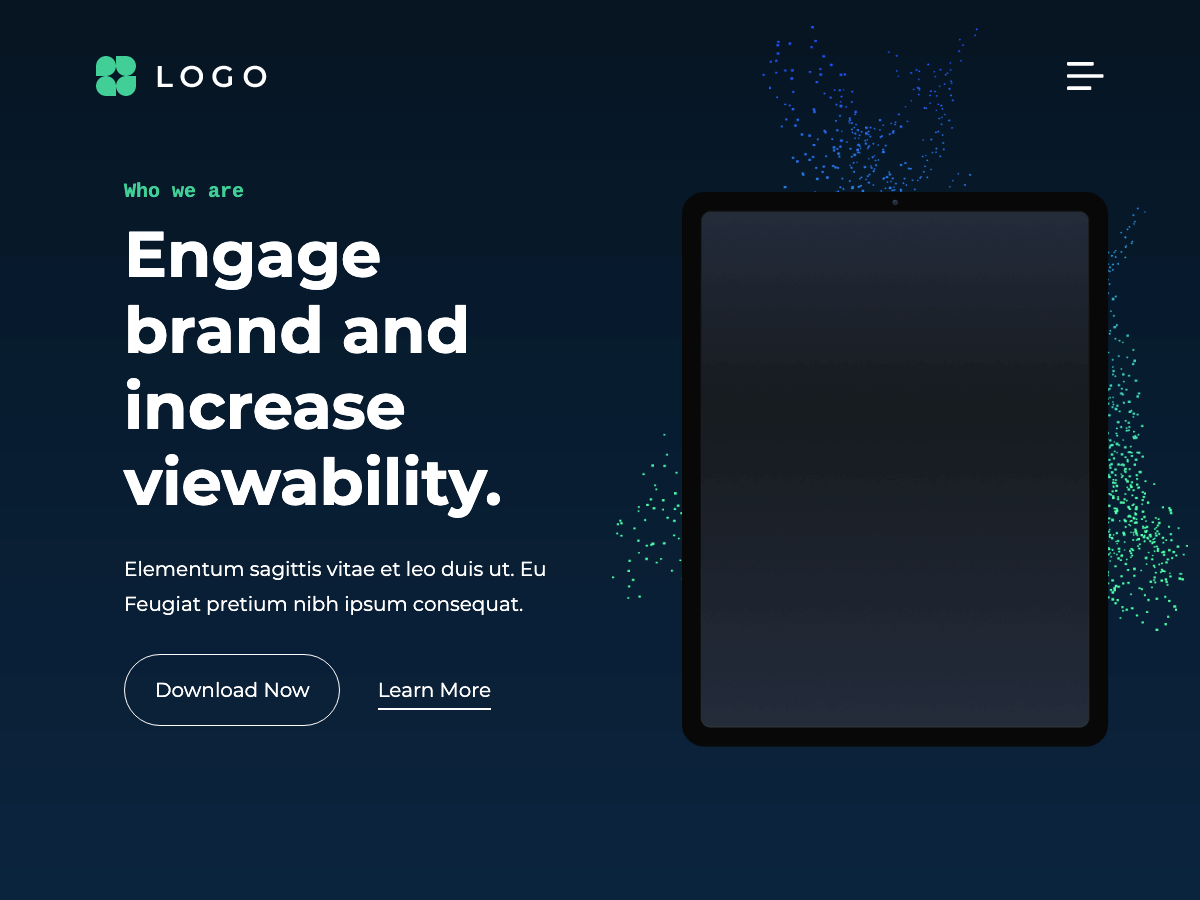 LOGO
Who we are
Engage
brand and
increase
viewability.
Elementum sagittis vitae et leo duis ut. Eu
Feugiat pretium nibh ipsum consequat.
Download Now
Learn More